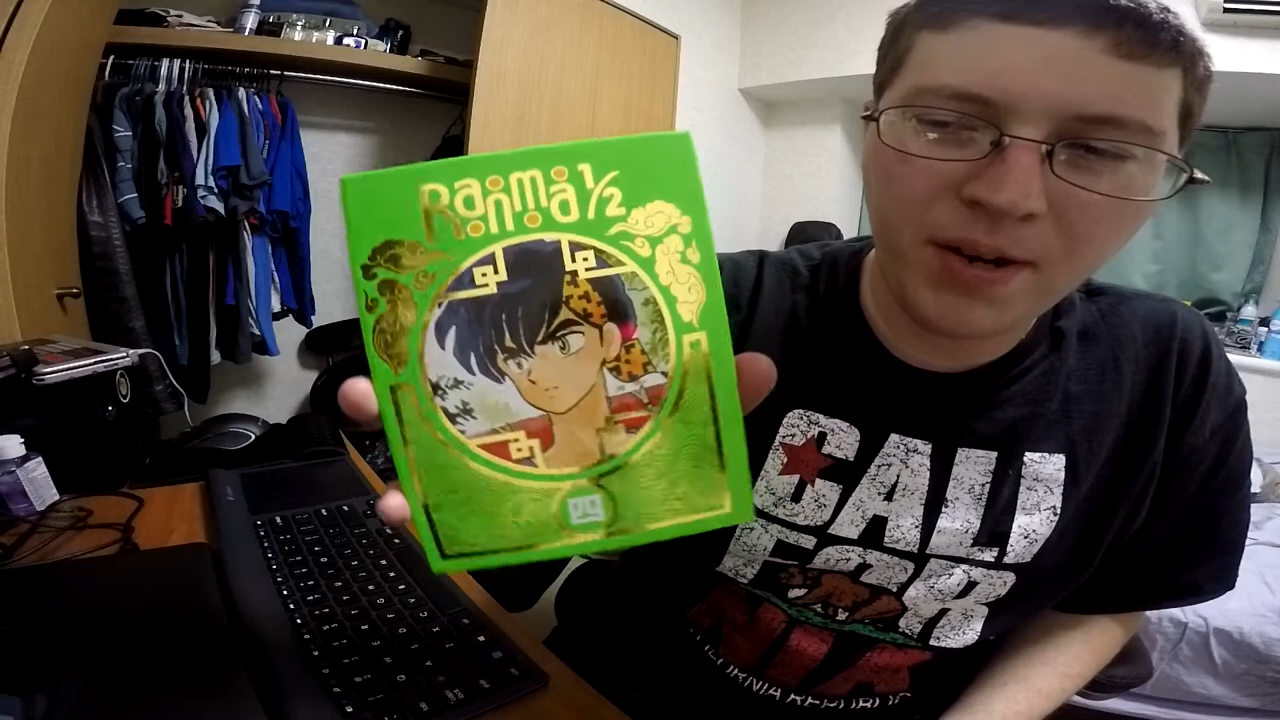 Ranma ½
四
CALI
FOR
NIA
CALIFORNIA REPUBLIC